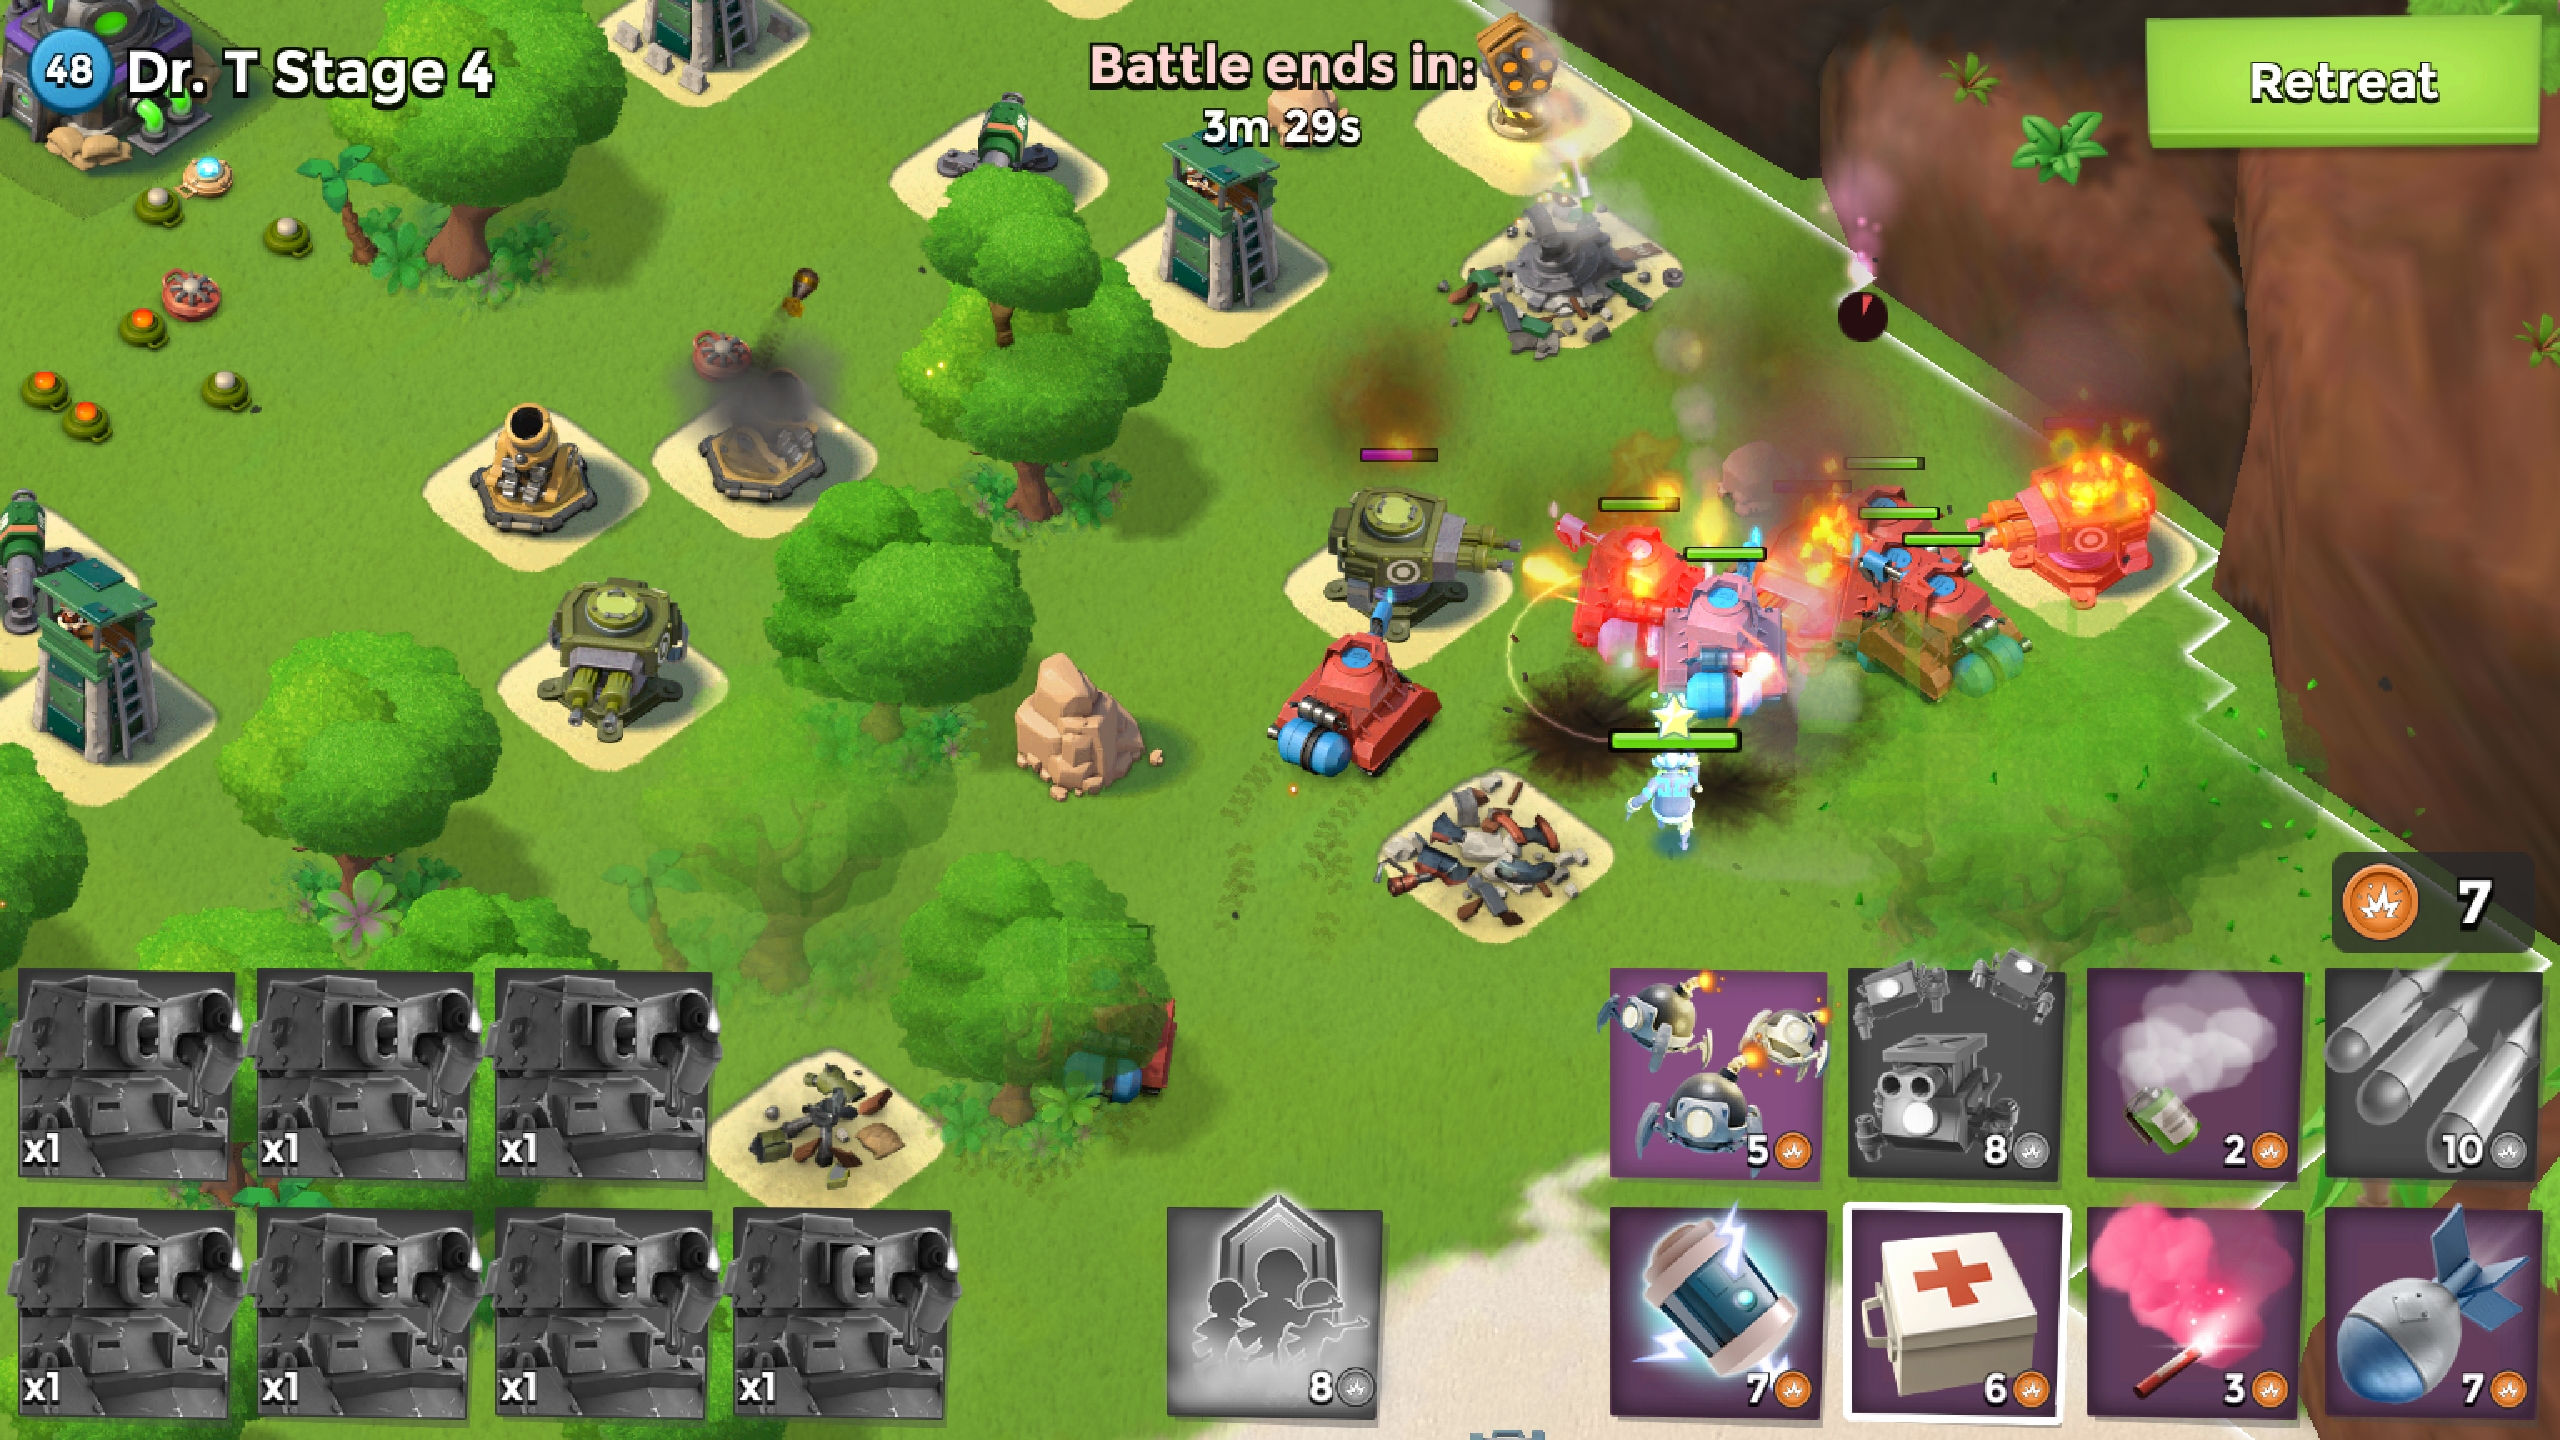 48 Dr. T Stage 4
Battle ends in:
3m 29s
Retreat
7
x1 x1 x1
5 8 2 10
x1 x1 x1 x1
8
7 6 3 7